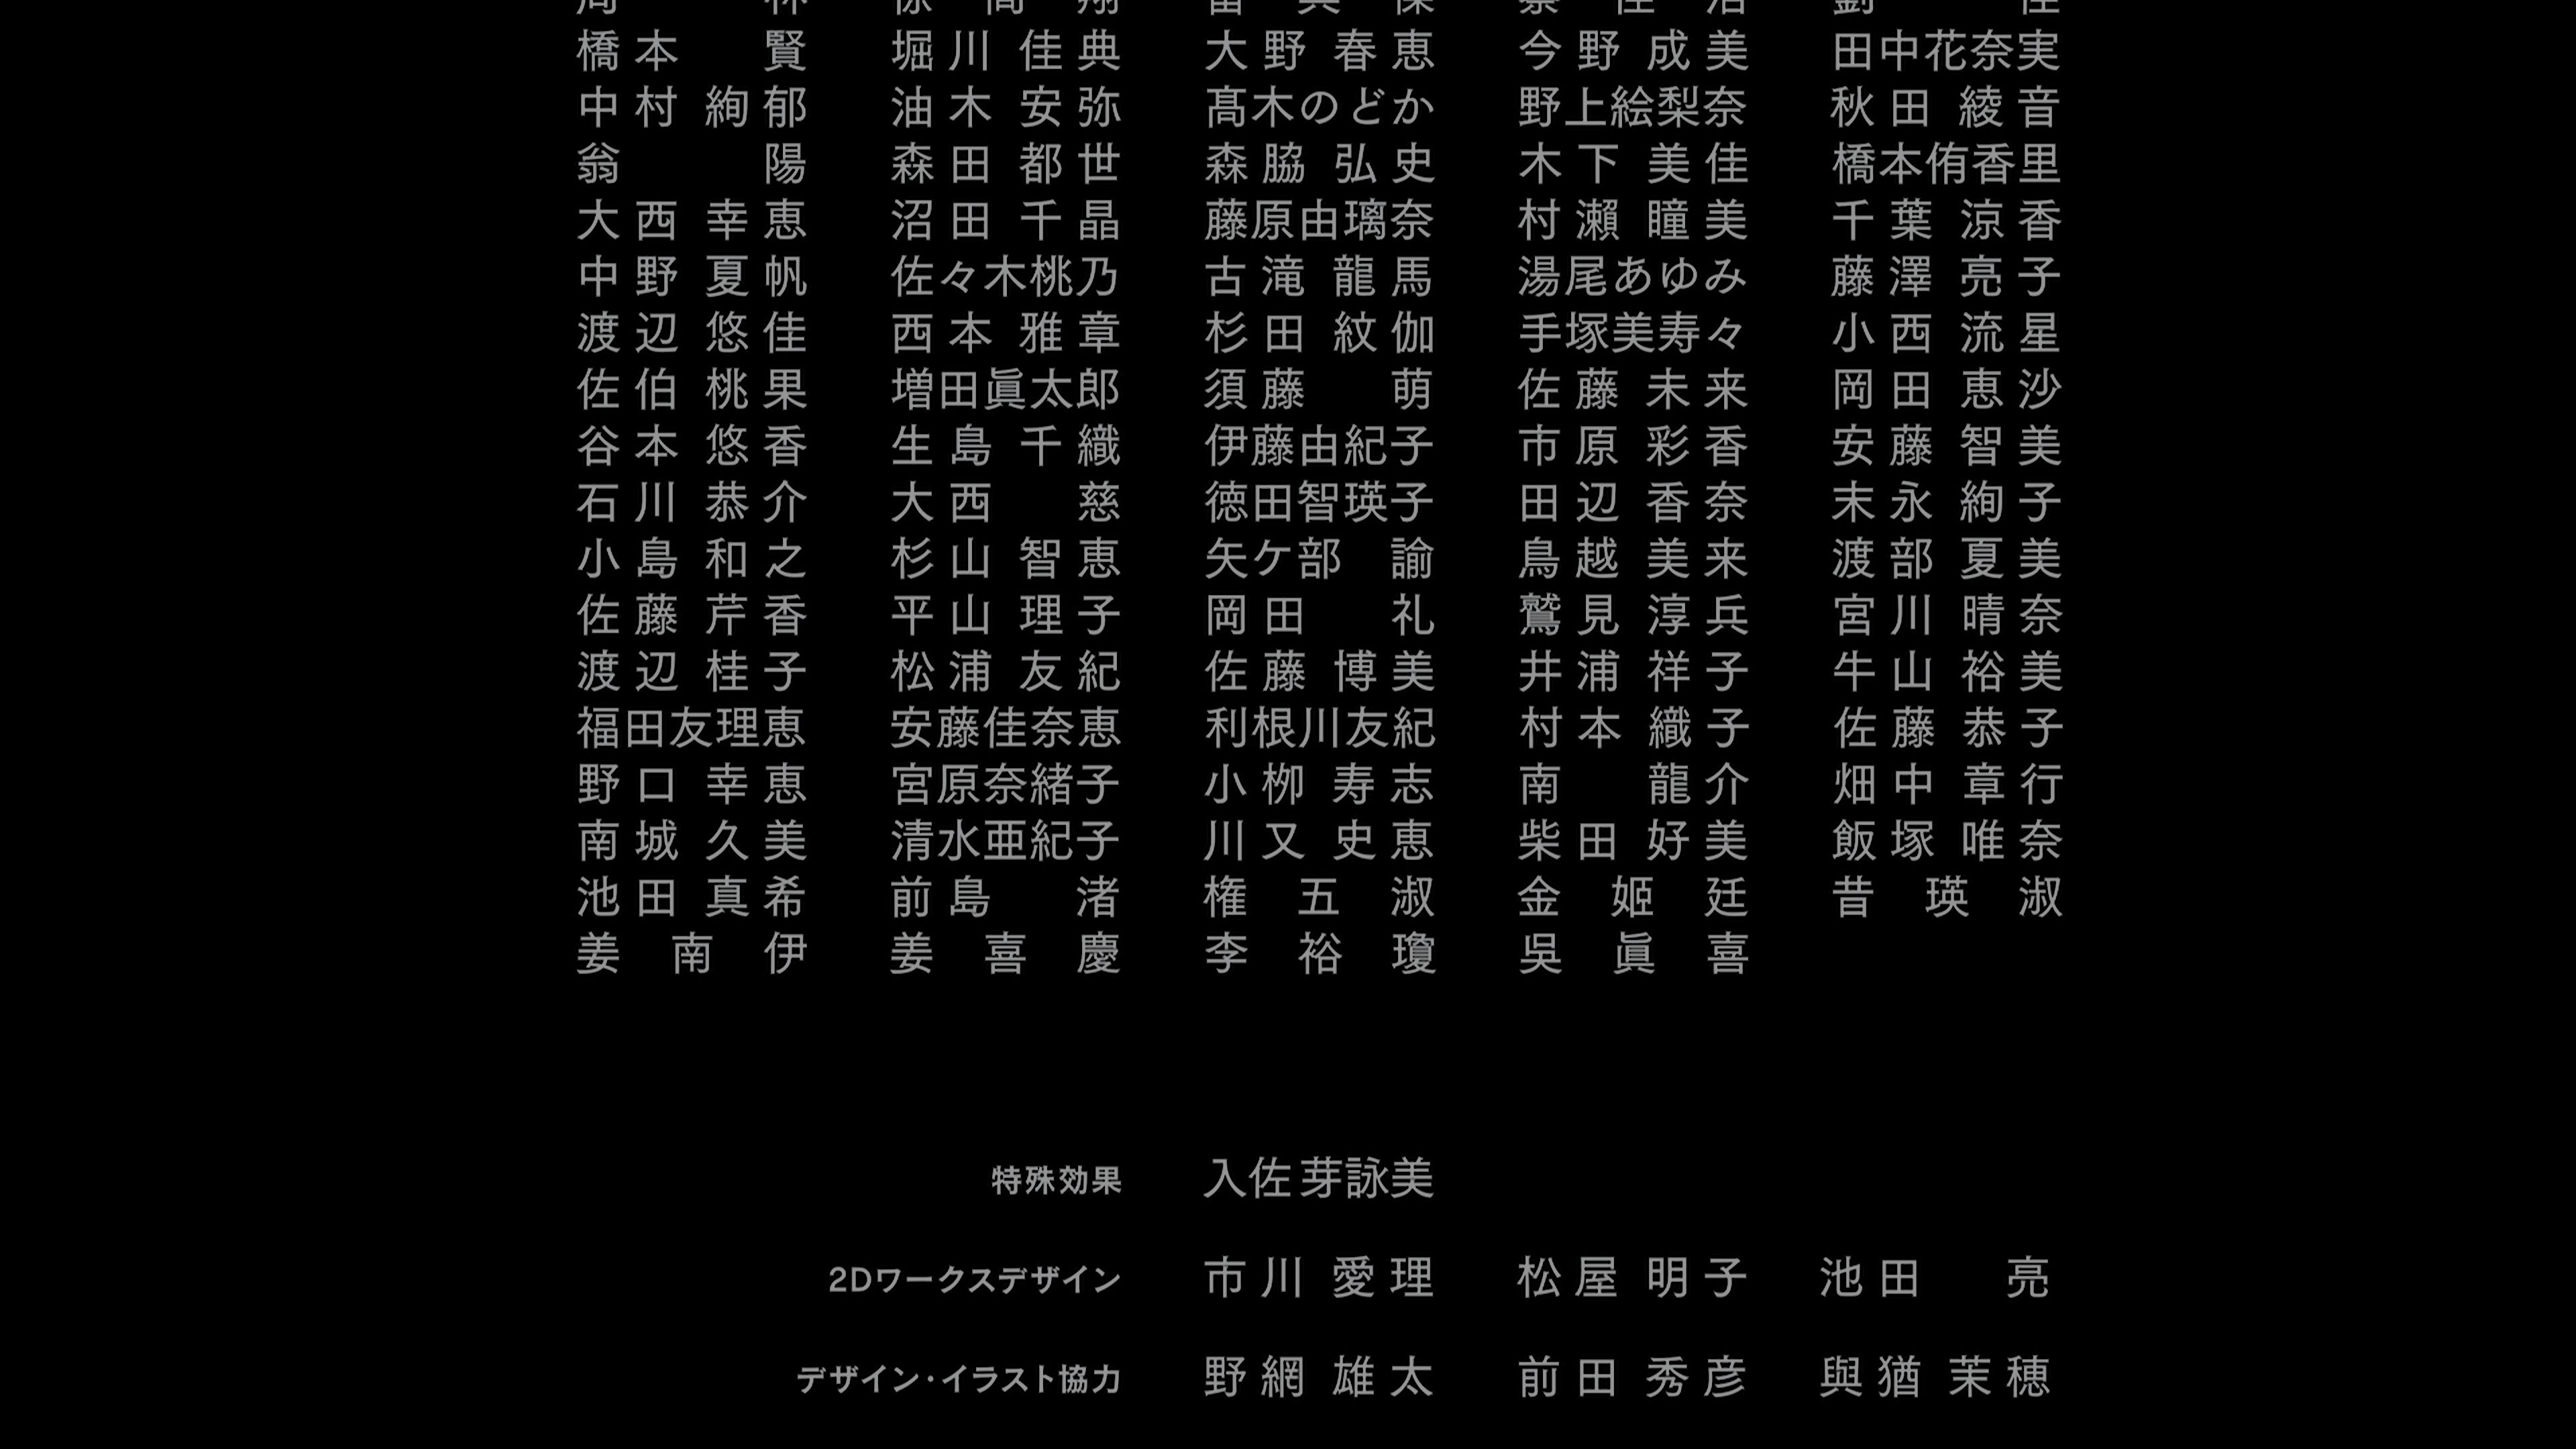 橋本 賢 堀川佳典 大野春恵 今野成美 田中花奈実
中村絢郁 油木安弥 髙木のどか 野上絵梨奈 秋田綾音
翁 陽 森田都世 森脇弘史 木下美佳 橋本侑香里
大西幸恵 沼田千晶 藤原由璃奈 村瀬瞳美 千葉涼香
中野夏帆 佐々木桃乃 古滝龍馬 湯尾あゆみ 藤澤亮子
渡辺悠佳 西本雅章 杉田紋伽 手塚美寿々 小西流星
佐伯桃果 増田眞太郎 須藤 萌 佐藤未来 岡田恵沙
谷本悠香 生島千織 伊藤由紀子 市原彩香 安藤智美
石川恭介 大西 慈 徳田智瑛子 田辺香奈 末永絢子
小島和之 杉山智恵 矢ケ部 諭 鳥越美来 渡部夏美
佐藤芹香 平山理子 岡田 礼 鷲見淳兵 宮川晴奈
渡辺桂子 松浦友紀 佐藤博美 井浦祥子 牛山裕美
福田友理恵 安藤佳奈恵 利根川友紀 村本織子 佐藤恭子
野口幸恵 宮原奈緒子 小栁寿志 南 龍介 畑中章行
南城久美 清水亜紀子 川又史恵 柴田好美 飯塚唯奈
池田真希 前島 渚 権五淑 金姫廷 昔瑛淑
姜南伊 姜喜慶 李裕瓊 吳眞喜
特殊効果 入佐芽詠美
2Dワークスデザイン 市川愛理 松屋明子 池田 亮
デザイン・イラスト協力 野網雄太 前田秀彦 與猶茉穂